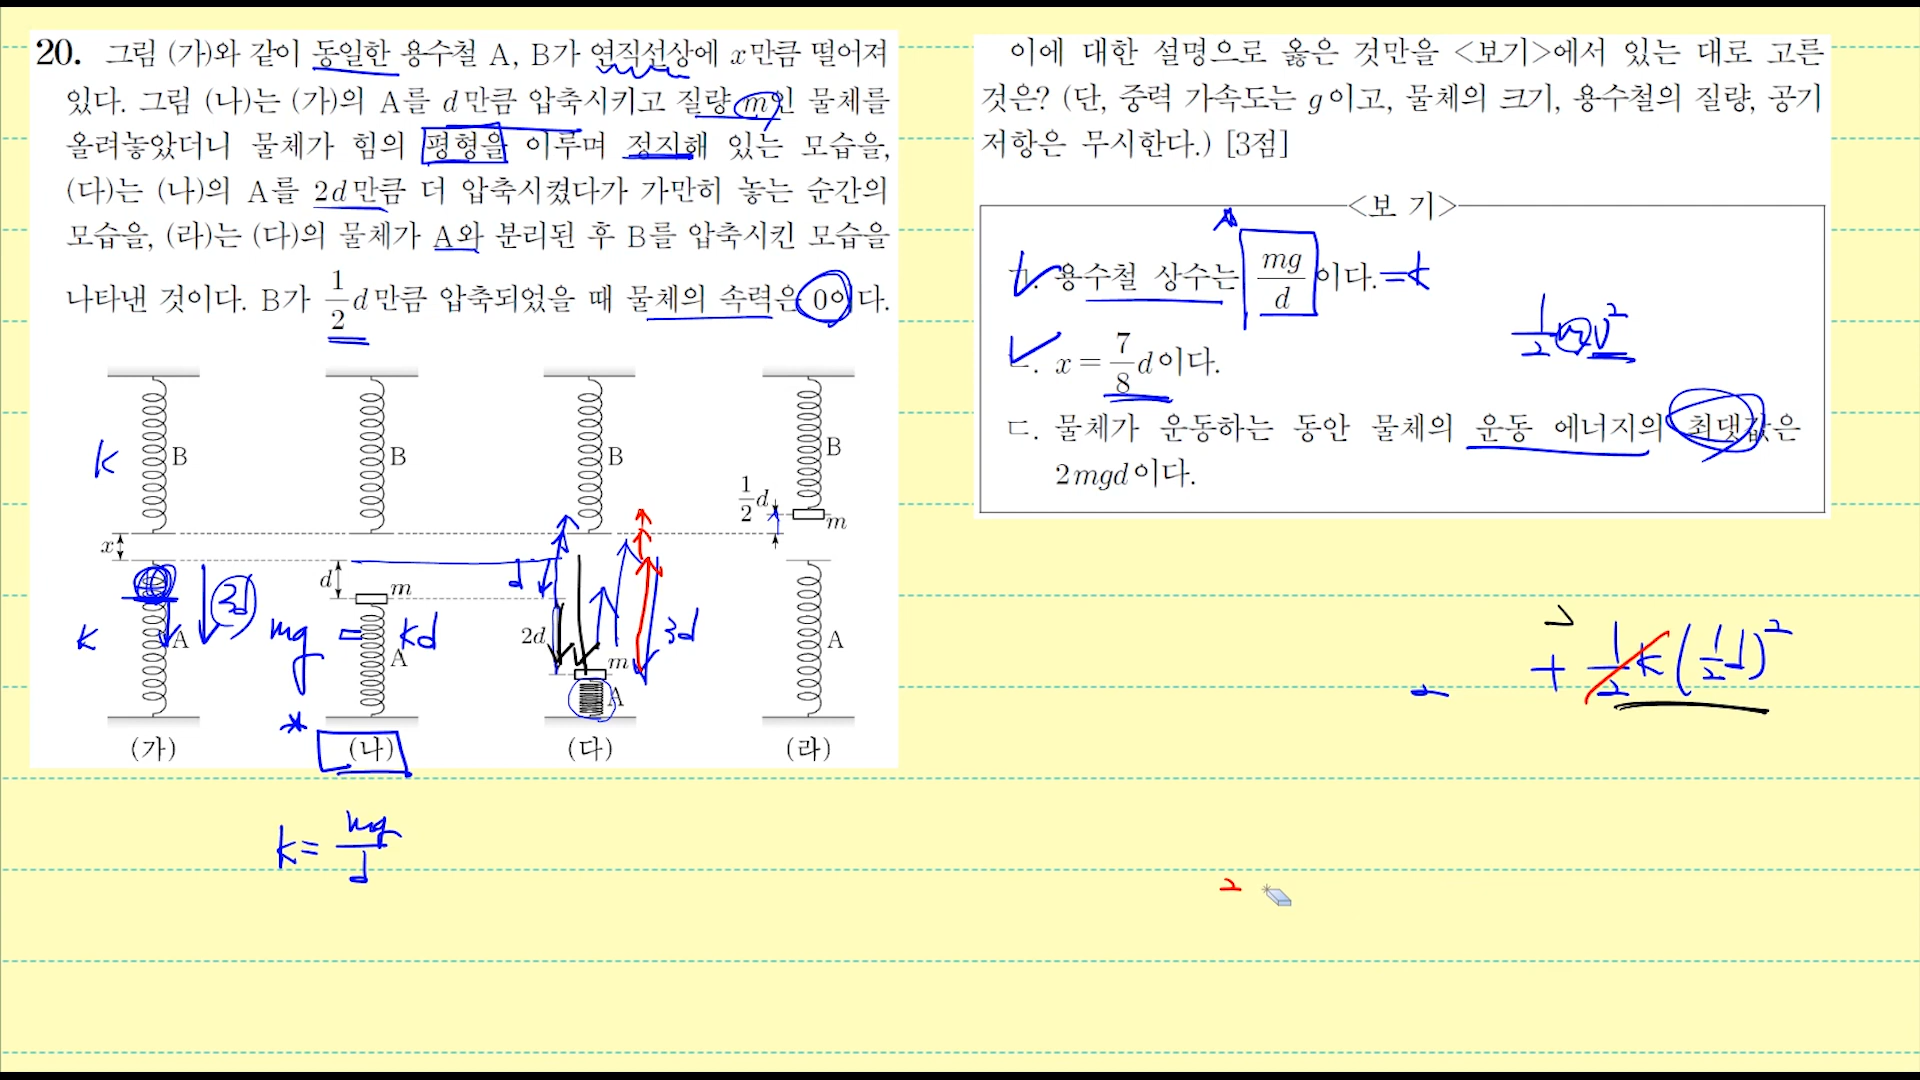 20. 그림 (가)와 같이 동일한 용수철 A, B가 연직선상에 x만큼 떨어져
있다. 그림 (나)는 (가)의 A를 d만큼 압축시키고 질량 m인 물체를
올려놓았더니 물체가 힘의 평형을 이루며 정지해 있는 모습을,
(다)는 (나)의 A를 2d만큼 더 압축시켰다가 가만히 놓는 순간의
모습을, (라)는 (다)의 물체가 A와 분리된 후 B를 압축시킨 모습을
나타낸 것이다. B가 1/2 d만큼 압축되었을 때 물체의 속력은 0이다.
B B B B
k
1/2 d
m
x
d
m
d
k
3d
A
mg = kd
A
2d
m
A
3d
A
(가) (나) (다) (라)
*
k = mg/d
이에 대한 설명으로 옳은 것만을 <보기>에서 있는 대로 고른
것은? (단, 중력 가속도는 g이고, 물체의 크기, 용수철의 질량, 공기
저항은 무시한다.) [3점]
<보 기>
ㄱ. 용수철 상수는 mg/d 이다. = k
1/2 mv²
ㄴ. x = 7/8 d이다.
ㄷ. 물체가 운동하는 동안 물체의 운동 에너지의 최댓값은
2mgd이다.
+ 1/2 k (1/2 d)²
2